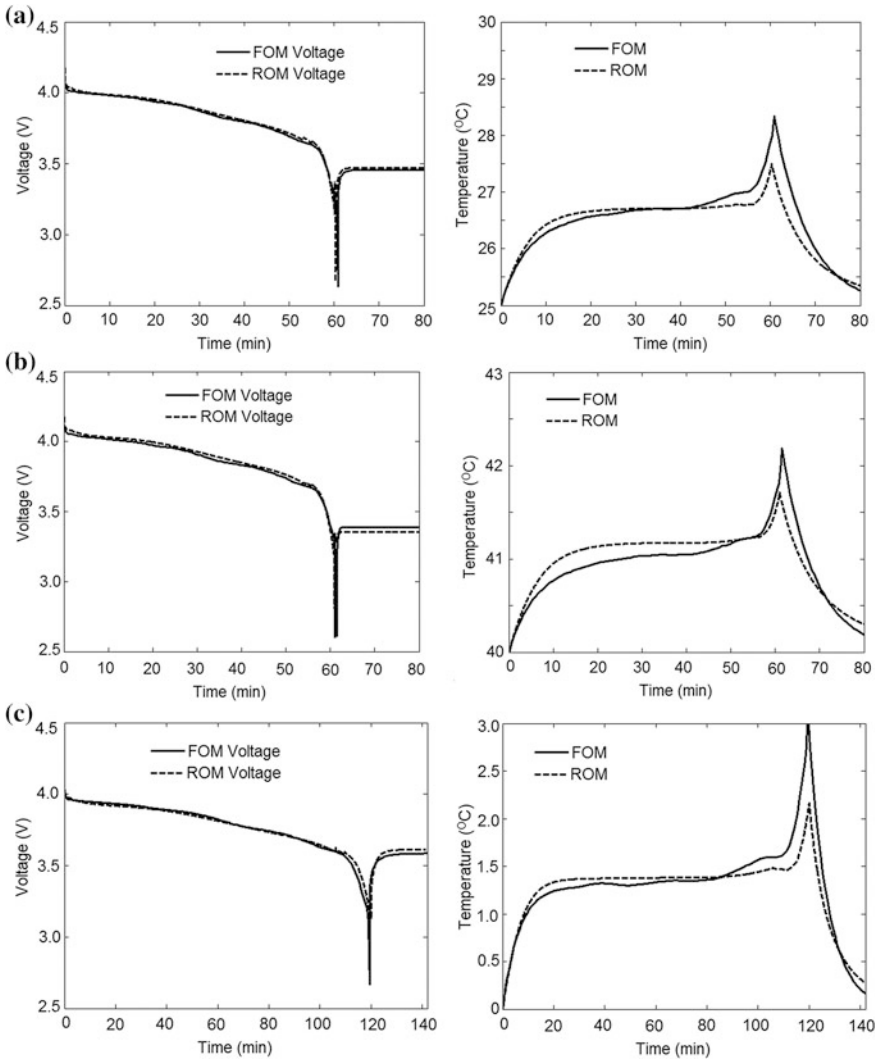 (a)
4.5
4.0
3.5
3.0
2.5
Voltage (V)
FOM Voltage
ROM Voltage
0 10 20 30 40 50 60 70 80
Time (min)
30
29
28
27
26
25
Temperature (OC)
FOM
ROM
0 10 20 30 40 50 60 70 80
Time (min)
(b)
4.5
4.0
3.5
3.0
2.5
Voltage (V)
FOM Voltage
ROM Voltage
0 10 20 30 40 50 60 70 80
Time (min)
43
42
41
40
Temperature (OC)
FOM
ROM
0 10 20 30 40 50 60 70 80
Time (min)
(c)
4.5
4.0
3.5
3.0
2.5
Voltage (V)
FOM Voltage
ROM Voltage
0 20 40 60 80 100 120 140
Time (min)
3.0
2.5
2.0
1.5
1.0
0.5
0
Temperature (OC)
FOM
ROM
0 20 40 60 80 100 120 140
Time (min)